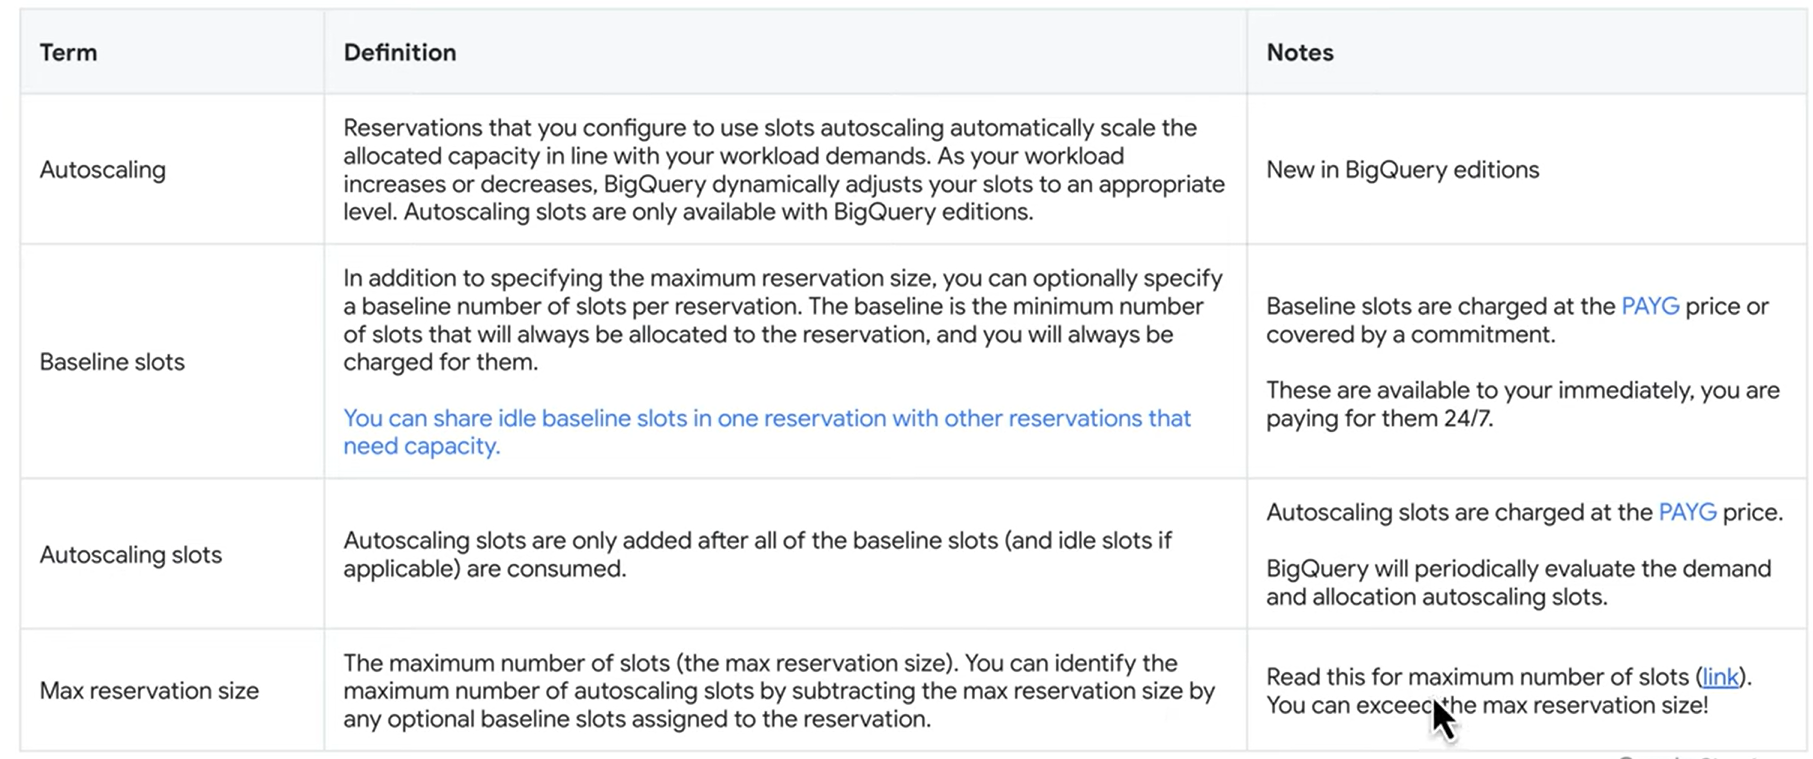 Term
Definition
Notes
Autoscaling
Reservations that you configure to use slots autoscaling automatically scale the
allocated capacity in line with your workload demands. As your workload
increases or decreases, BigQuery dynamically adjusts your slots to an appropriate
level. Autoscaling slots are only available with BigQuery editions.
New in BigQuery editions
Baseline slots
In addition to specifying the maximum reservation size, you can optionally specify
a baseline number of slots per reservation. The baseline is the minimum number
of slots that will always be allocated to the reservation, and you will always be
charged for them.
You can share idle baseline slots in one reservation with other reservations that
need capacity.
Baseline slots are charged at the PAYG price or
covered by a commitment.
These are available to your immediately, you are
paying for them 24/7.
Autoscaling slots
Autoscaling slots are only added after all of the baseline slots (and idle slots if
applicable) are consumed.
Autoscaling slots are charged at the PAYG price.
BigQuery will periodically evaluate the demand
and allocation autoscaling slots.
Max reservation size
The maximum number of slots (the max reservation size). You can identify the
maximum number of autoscaling slots by subtracting the max reservation size by
any optional baseline slots assigned to the reservation.
Read this for maximum number of slots (link).
You can exceed the max reservation size!